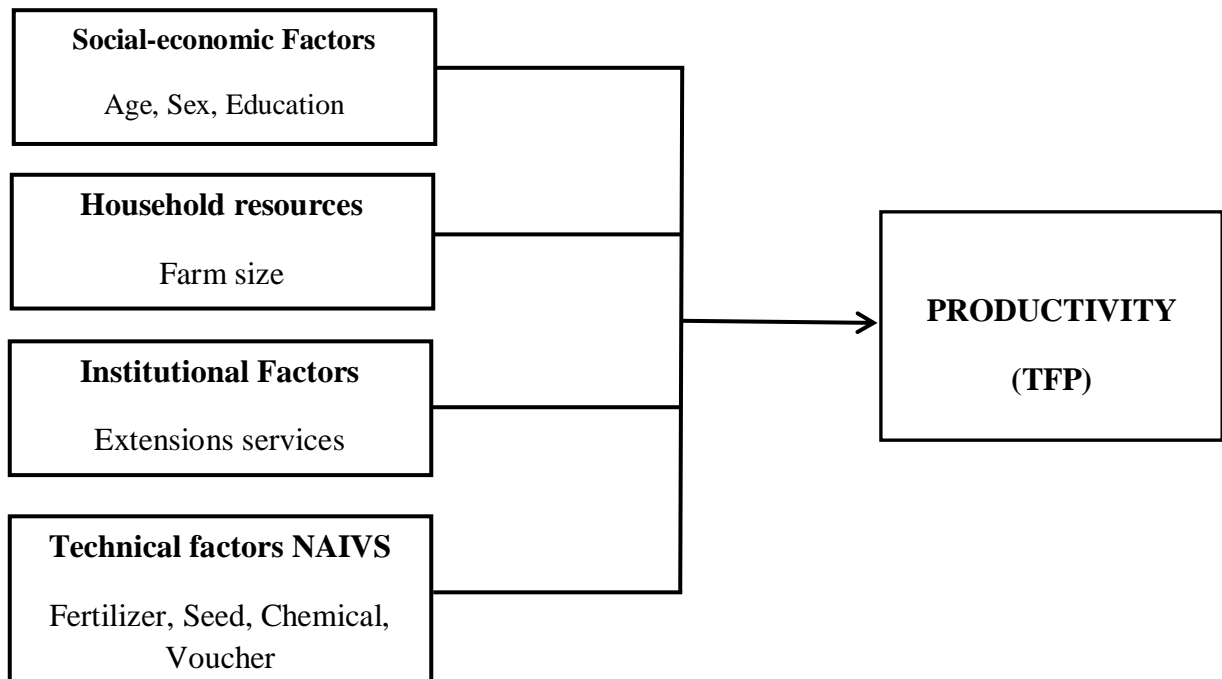 Social-economic Factors
Age, Sex, Education
Household resources
Farm size
Institutional Factors
Extensions services
Technical factors NAIVS
Fertilizer, Seed, Chemical,
Voucher
PRODUCTIVITY
(TFP)